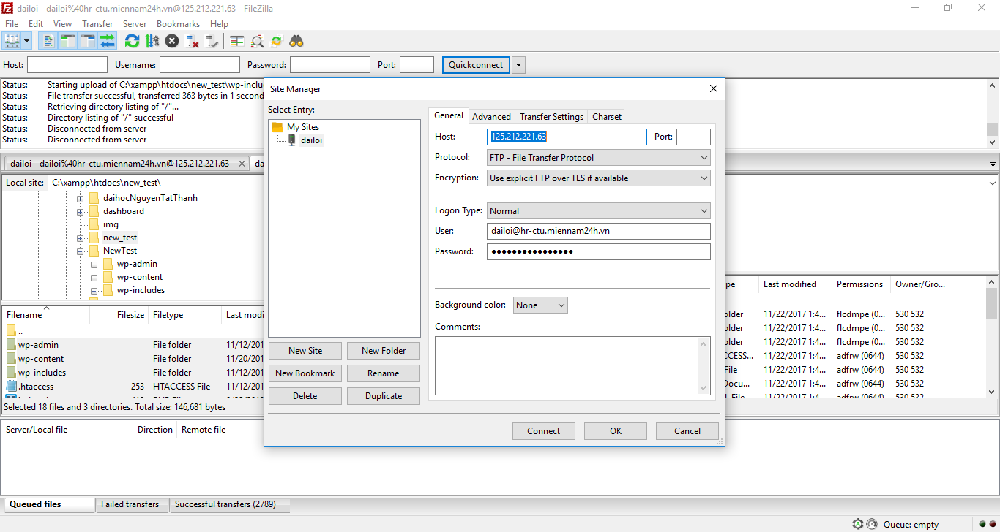 dailoi - dailoi%40hr-ctu.miennam24h.vn@125.212.221.63 - FileZilla
File Edit View Transfer Server Bookmarks Help
Host: Username: Password: Port: Quickconnect
Status: Starting upload of C:\xampp\htdocs\new_test\wp-inclu
Status: File transfer successful, transferred 363 bytes in 1 second
Status: Retrieving directory listing of "/"...
Status: Directory listing of "/" successful
Status: Disconnected from server
Status: Disconnected from server
dailoi - dailoi%40hr-ctu.miennam24h.vn@125.212.221.63 da
Local site: C:\xampp\htdocs\new_test\
daihocNguyenTatThanh
dashboard
img
new_test
NewTest
wp-admin
wp-content
wp-includes
Filename Filesize Filetype Last modi
..
wp-admin File folder 11/12/201
wp-content File folder 11/20/201
wp-includes File folder 11/12/201
.htaccess 253 HTACCESS File 11/12/201
Selected 18 files and 3 directories. Total size: 146,681 bytes
Site Manager
Select Entry:
My Sites
dailoi
New Site New Folder
New Bookmark Rename
Delete Duplicate
General Advanced Transfer Settings Charset
Host: 125.212.221.63 Port:
Protocol: FTP - File Transfer Protocol
Encryption: Use explicit FTP over TLS if available
Logon Type: Normal
User: dailoi@hr-ctu.miennam24h.vn
Password: ●●●●●●●●●●●●●●●●
Background color: None
Comments:
Connect OK Cancel
pe Last modified Permissions Owner/Gro...
older 11/22/2017 1:4... flcdmpe (0... 530 532
older 11/22/2017 1:4... flcdmpe (0... 530 532
older 11/22/2017 1:4... flcdmpe (0... 530 532
CCESS... 11/22/2017 1:4... adfrw (0644) 530 532
File 11/22/2017 1:4... adfrw (0644) 530 532
Docu... 11/22/2017 1:4... adfrw (0644) 530 532
File 11/22/2017 1:4... adfrw (0644) 530 532
Server/Local file Direction Remote file
Queued files Failed transfers Successful transfers (2789)
Queue: empty